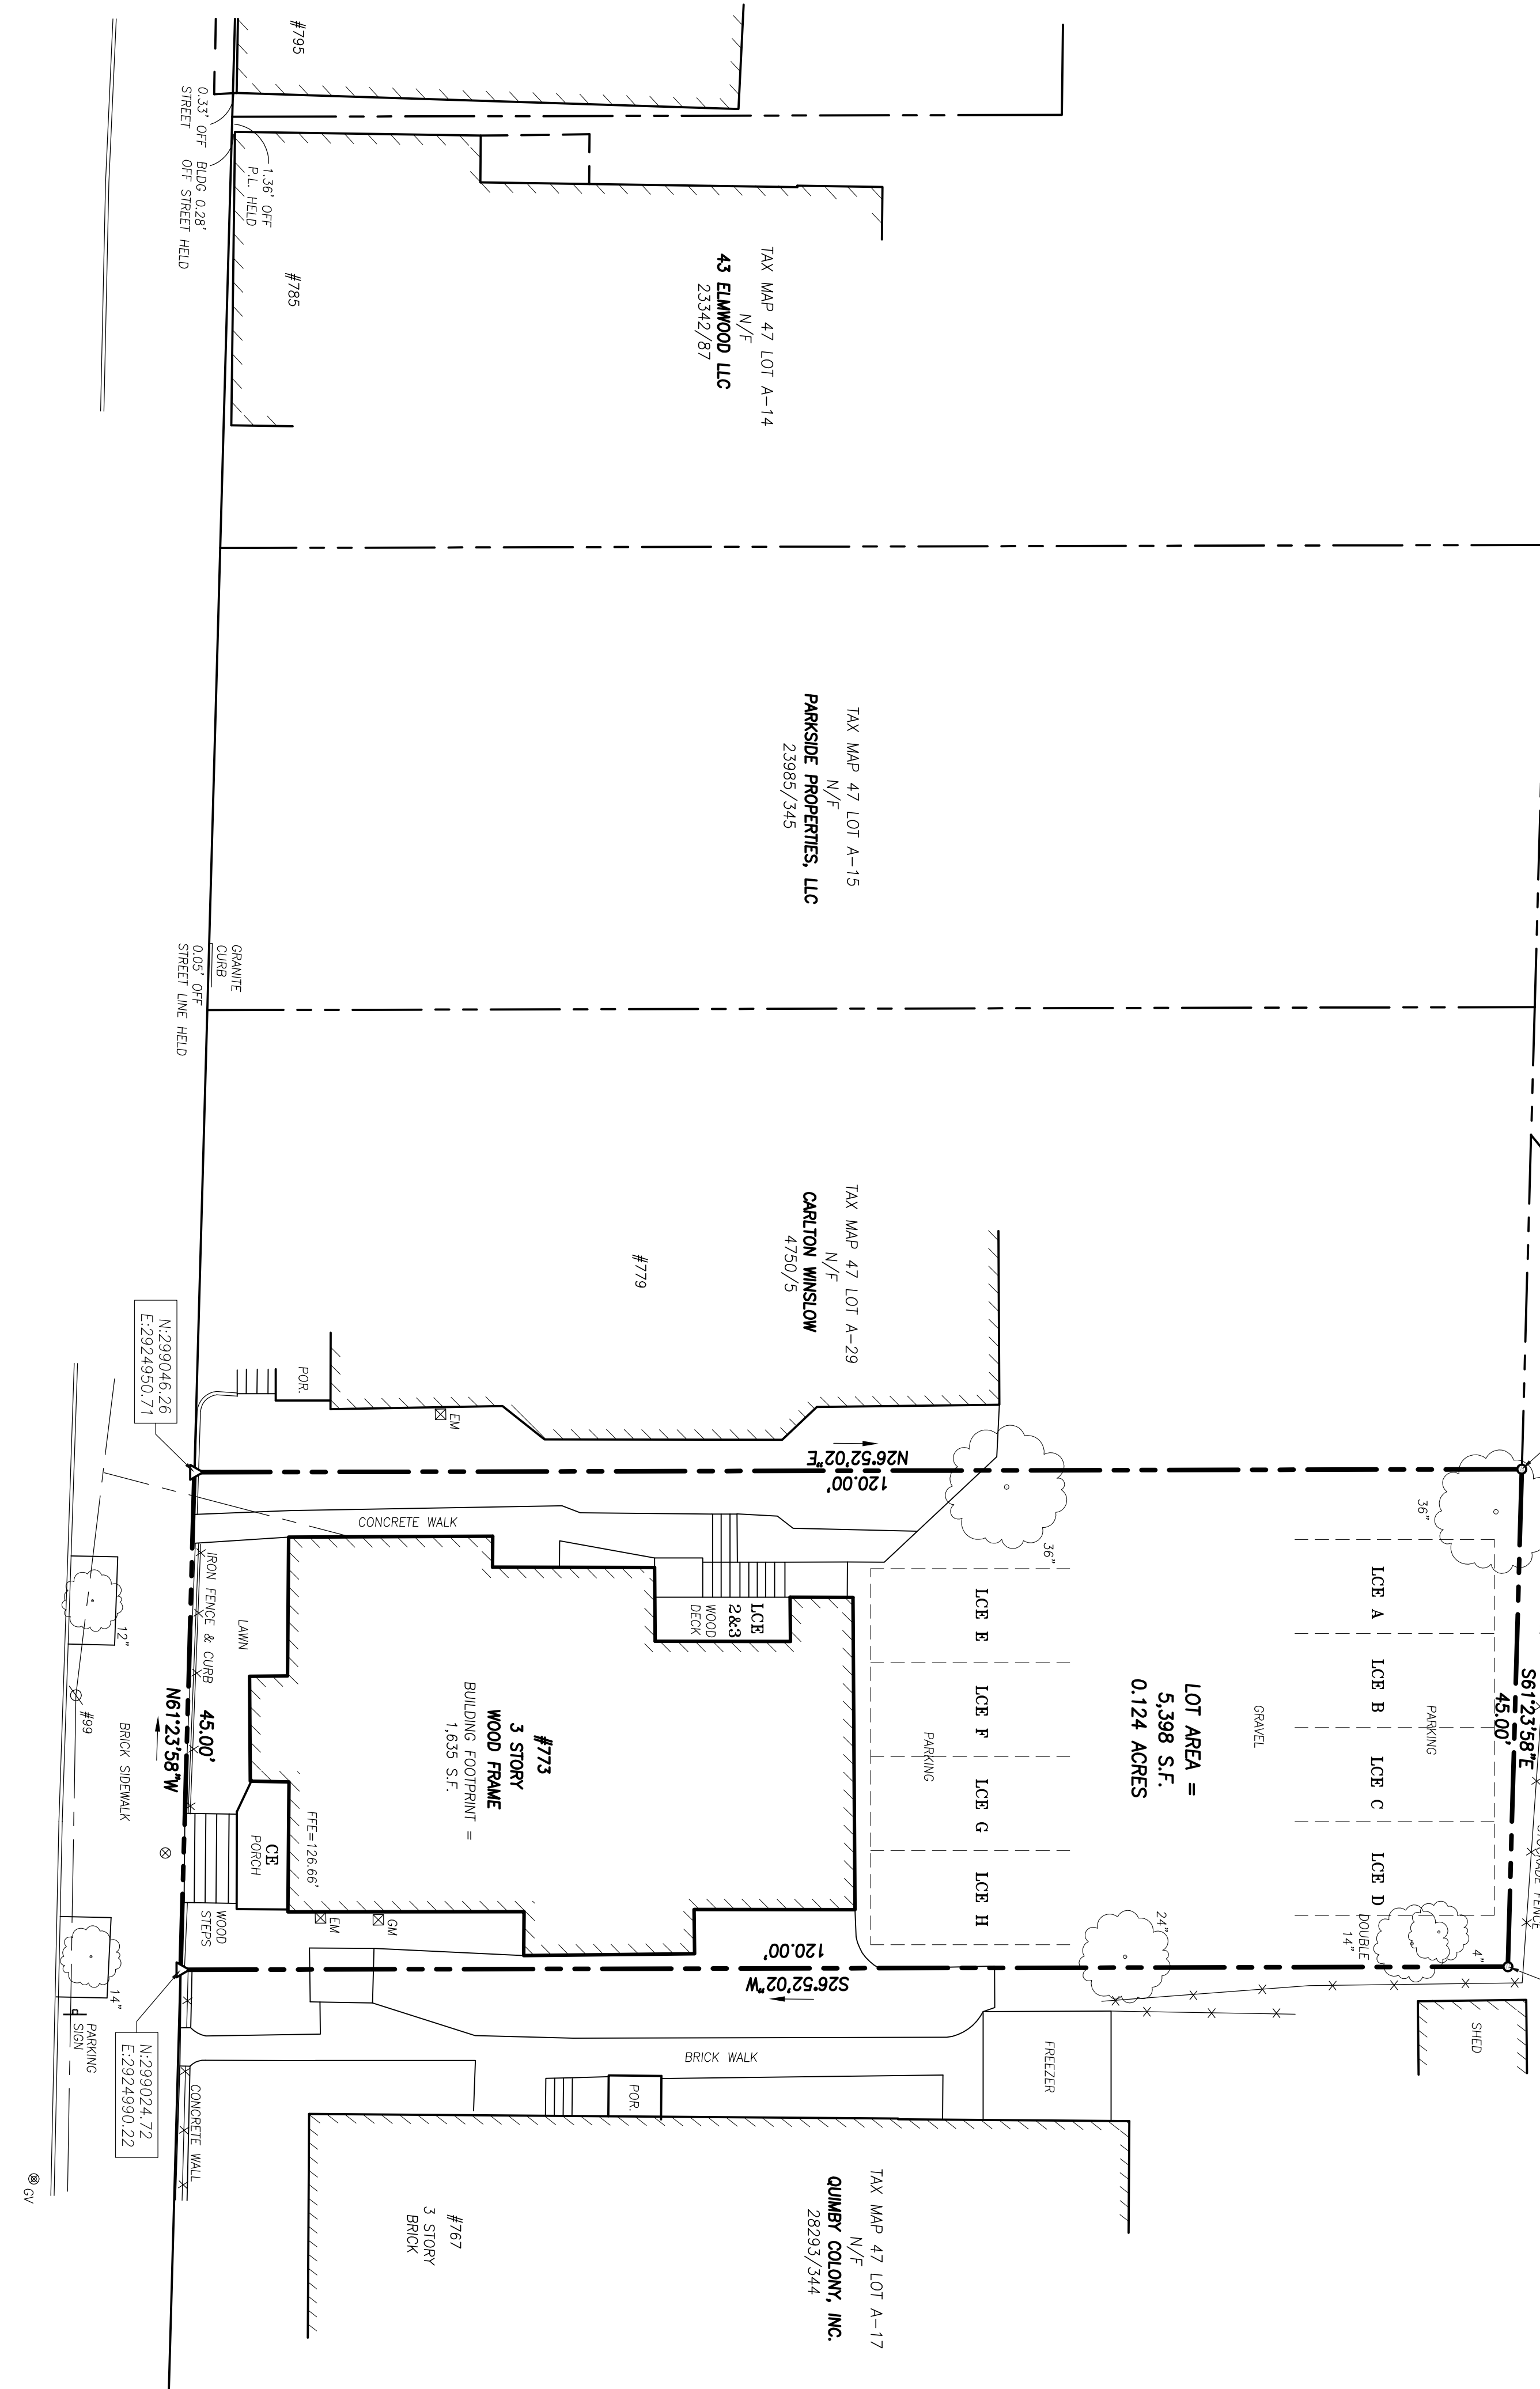 #795
0.33' OFF
STREET
BLDG 0.28'
OFF STREET HELD
1.36' OFF
P.L. HELD
#785
TAX MAP 47 LOT A-14
N/F
43 ELMWOOD LLC
23342/87
TAX MAP 47 LOT A-15
N/F
PARKSIDE PROPERTIES, LLC
23985/345
GRANITE
CURB
0.05' OFF
STREET LINE HELD
TAX MAP 47 LOT A-29
N/F
CARLTON WINSLOW
4750/5
#779
N:299046.26
E:2924950.71
POR.
EM
N26°52'02"E
120.00'
CONCRETE WALK
36"
36"
IRON FENCE & CURB
LAWN
12"
#99
BRICK SIDEWALK
45.00'
N61°23'58"W
LCE
2&3
WOOD
DECK
#773
3 STORY
WOOD FRAME
BUILDING FOOTPRINT =
1,635 S.F.
FFE=126.66'
CE
PORCH
WOOD
STEPS
EM
GM
LCE E
LCE F
LCE G
LCE H
PARKING
LOT AREA =
5,398 S.F.
0.124 ACRES
GRAVEL
LCE A
LCE B
LCE C
LCE D
PARKING
S61°23'58"E
45.00'
DOUBLE
14"
4"
24"
120.00'
S26°52'02"W
14"
PARKING
SIGN
N:299024.72
E:2924990.22
CONCRETE WALL
GV
BRICK WALK
POR.
FREEZER
SHED
#767
3 STORY
BRICK
TAX MAP 47 LOT A-17
N/F
QUIMBY COLONY, INC.
28293/344